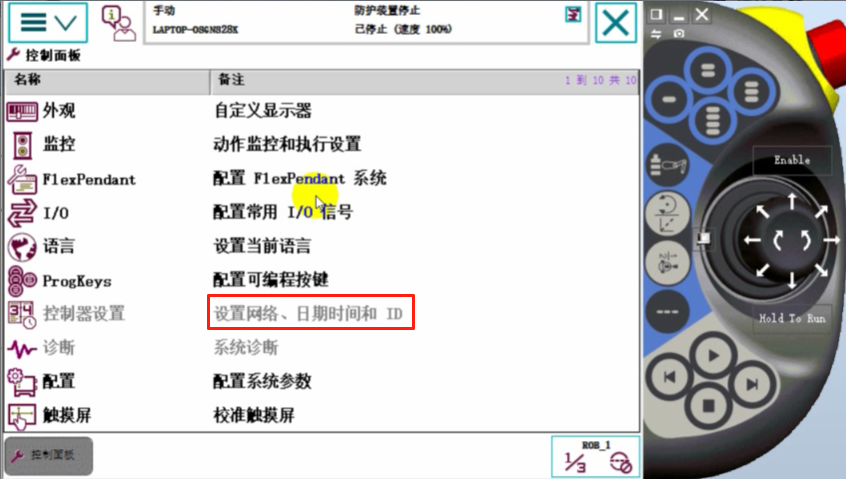 手动
防护装置停止
LAPTOP-OSGNS28K
已停止 (速度 100%)
控制面板
名称
备注
1 到 10 共 10
外观
自定义显示器
监控
动作监控和执行设置
FlexPendant
配置 FlexPendant 系统
I/O
配置常用 I/O 信号
语言
设置当前语言
ProgKeys
配置可编程按键
控制器设置
设置网络、日期时间和 ID
诊断
系统诊断
配置
配置系统参数
触摸屏
校准触摸屏
控制面板
ROB_1
1/3
Enable
Hold To Run